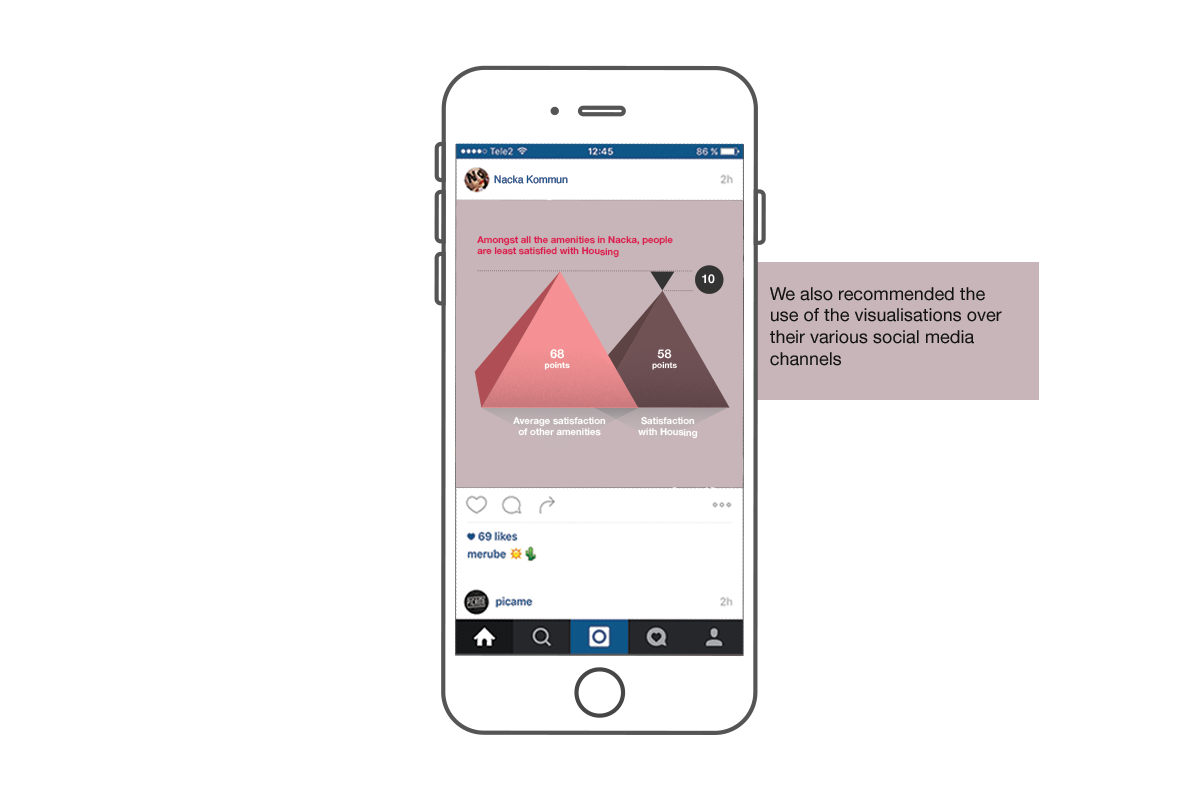 Tele2 12:45 86 %
Nacka Kommun 2h
Amongst all the amenities in Nacka, people
are least satisfied with Housing
10
68
points
58
points
Average satisfaction
of other amenities
Satisfaction
with Housing
69 likes
merube ☀️🌵
picame 2h
We also recommended the
use of the visualisations over
their various social media
channels